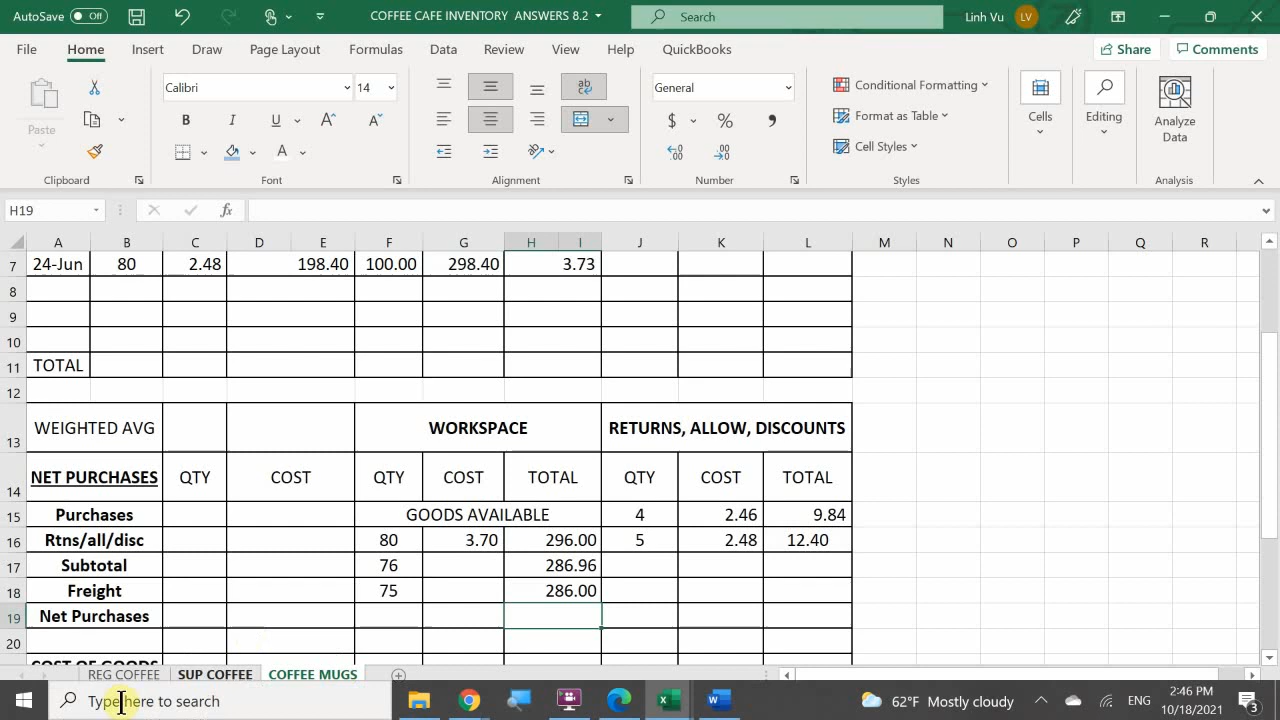 AutoSave Off COFFEE CAFE INVENTORY ANSWERS 8.2 Search Linh Vu LV
File Home Insert Draw Page Layout Formulas Data Review View Help QuickBooks Share Comments
Paste Calibri 14 General Conditional Formatting Format as Table Cell Styles Cells Editing Analyze Data
B I U A A A $ % , 
Clipboard Font Alignment Number Styles Analysis
H19 fx
A B C D E F G H I J K L M N O P Q R
7 24-Jun 80 2.48 198.40 100.00 298.40 3.73
8
9
10
11 TOTAL
12
13 WEIGHTED AVG WORKSPACE RETURNS, ALLOW, DISCOUNTS
14 NET PURCHASES QTY COST QTY COST TOTAL QTY COST TOTAL
15 Purchases GOODS AVAILABLE 4 2.46 9.84
16 Rtns/all/disc 80 3.70 296.00 5 2.48 12.40
17 Subtotal 76 286.96
18 Freight 75 286.00
19 Net Purchases
20
REG COFFEE SUP COFFEE COFFEE MUGS
Type here to search 62°F Mostly cloudy ENG 2:46 PM
10/18/2021 3